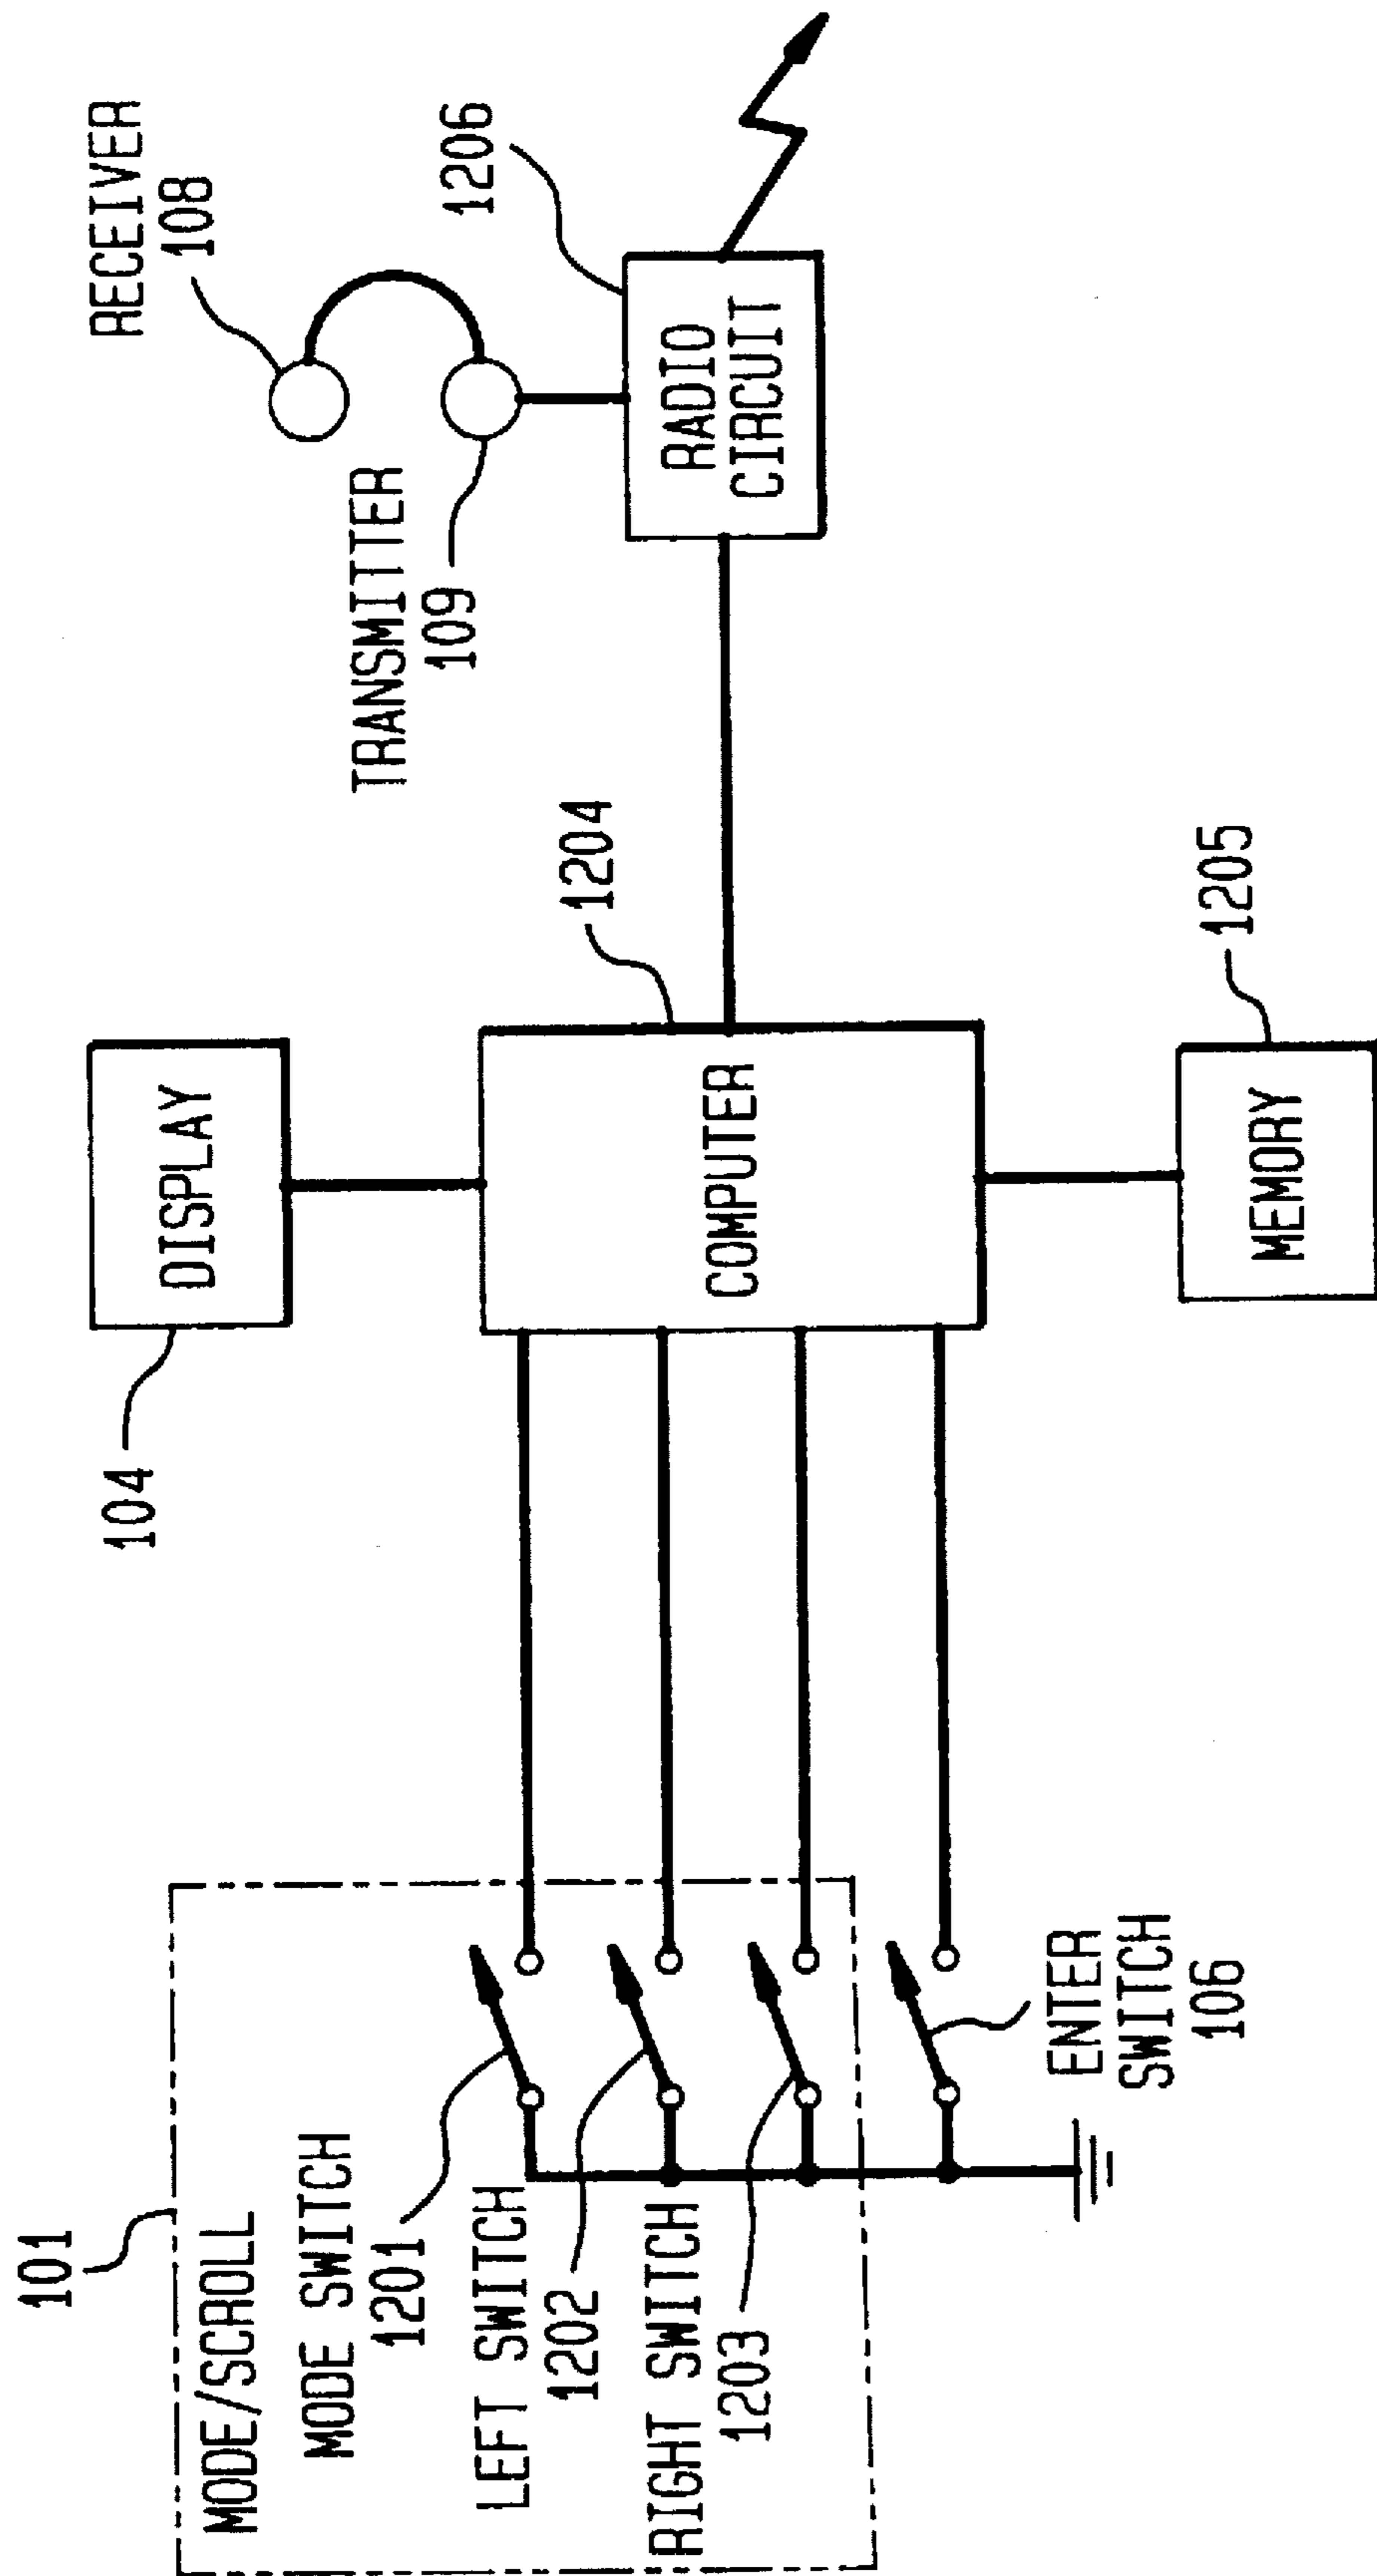 101
MODE/SCROLL
MODE SWITCH
1201
LEFT SWITCH
1202
RIGHT SWITCH
1203
ENTER
SWITCH
106
104
DISPLAY
COMPUTER
1204
MEMORY
1205
TRANSMITTER
109
RECEIVER
108
RADIO
CIRCUIT
1206